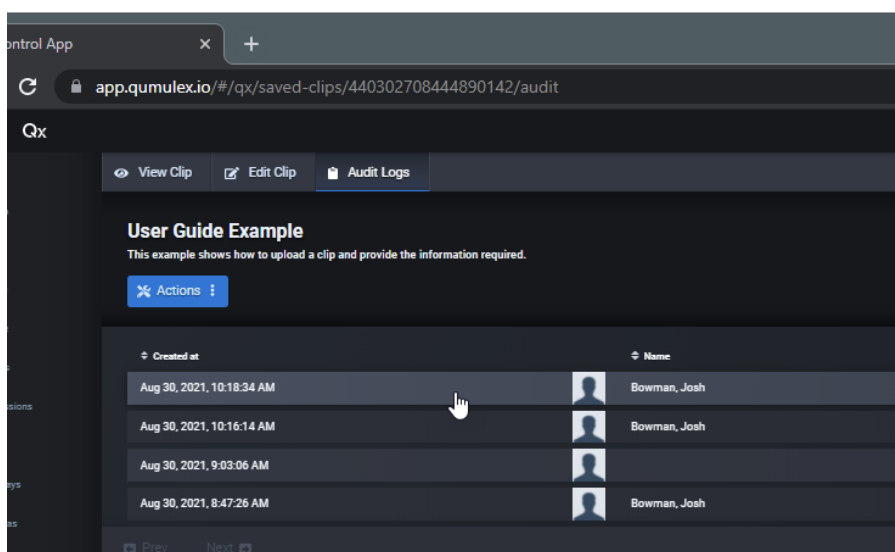 ontrol App
app.qumulex.io/#/qx/saved-clips/440302708444890142/audit
Qx
View Clip Edit Clip Audit Logs
User Guide Example
This example shows how to upload a clip and provide the information required.
Actions
Created at Name
Aug 30, 2021, 10:18:34 AM Bowman, Josh
ssions
Aug 30, 2021, 10:16:14 AM Bowman, Josh
Aug 30, 2021, 9:03:06 AM
ays
Aug 30, 2021, 8:47:26 AM Bowman, Josh
as
Prev Next